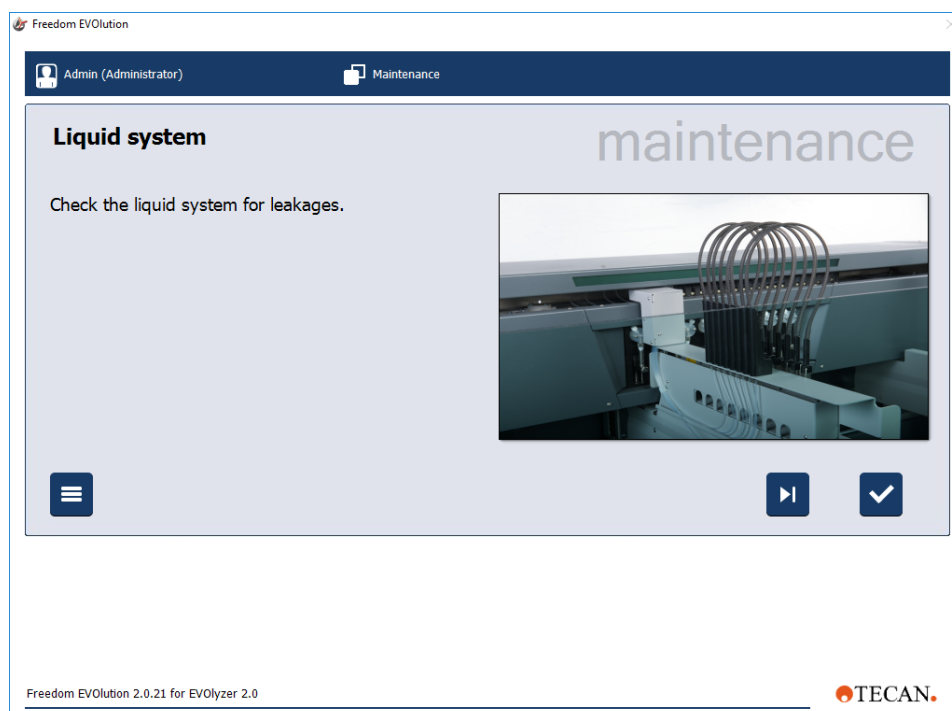 Freedom EVOlution
Admin (Administrator)
Maintenance
Liquid system
maintenance
Check the liquid system for leakages.
Freedom EVOlution 2.0.21 for EVOlyzer 2.0
TECAN.